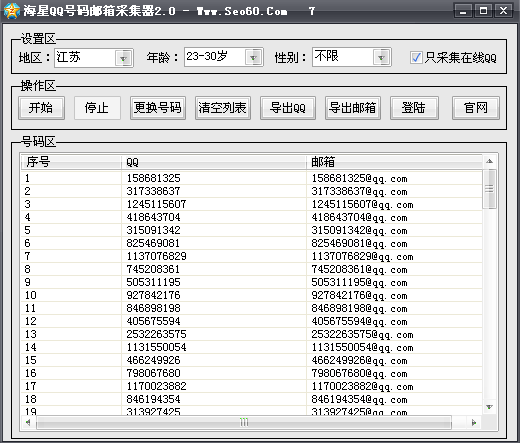 海星QQ号码邮箱采集器2.0 - Www.Seo60.Com 7
设置区
地区： 江苏 年龄： 23-30岁 性别： 不限 只采集在线QQ
操作区
开始 停止 更换号码 清空列表 导出QQ 导出邮箱 登陆 官网
号码区
序号 QQ 邮箱
1 158681325 158681325@qq.com
2 317338637 317338637@qq.com
3 1245115607 1245115607@qq.com
4 418643704 418643704@qq.com
5 315091342 315091342@qq.com
6 825469081 825469081@qq.com
7 1137076829 1137076829@qq.com
8 745208361 745208361@qq.com
9 505311195 505311195@qq.com
10 927842176 927842176@qq.com
11 846898198 846898198@qq.com
12 405675594 405675594@qq.com
13 2532263575 2532263575@qq.com
14 1131550054 1131550054@qq.com
15 466249926 466249926@qq.com
16 798067680 798067680@qq.com
17 1170023882 1170023882@qq.com
18 846194354 846194354@qq.com
19 313927425 313927425@qq.com